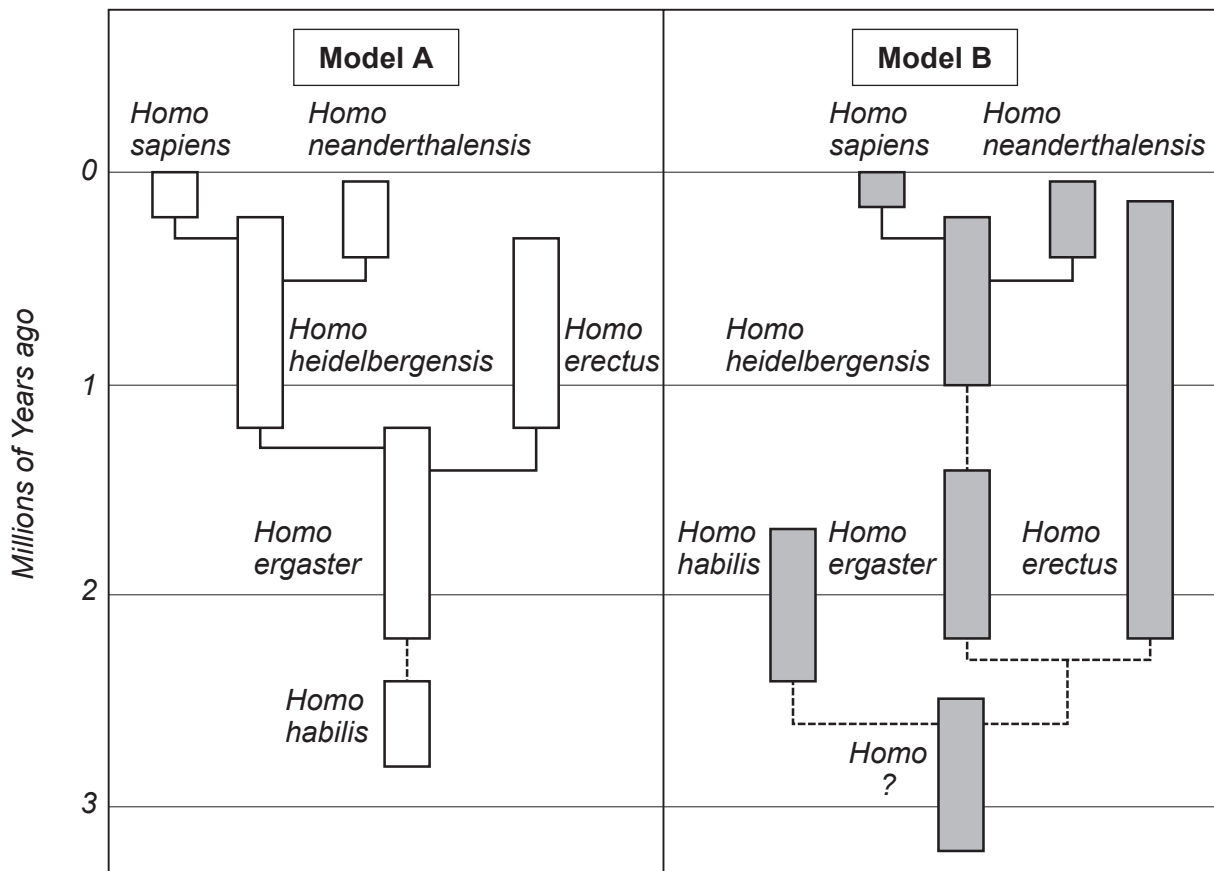 Model A
Homo
sapiens
Homo
neanderthalensis
Homo
heidelbergensis
Homo
erectus
Homo
ergaster
Homo
habilis
Model B
Homo
sapiens
Homo
neanderthalensis
Homo
heidelbergensis
Homo
habilis
Homo
ergaster
Homo
erectus
Homo
?
Millions of Years ago
0
1
2
3